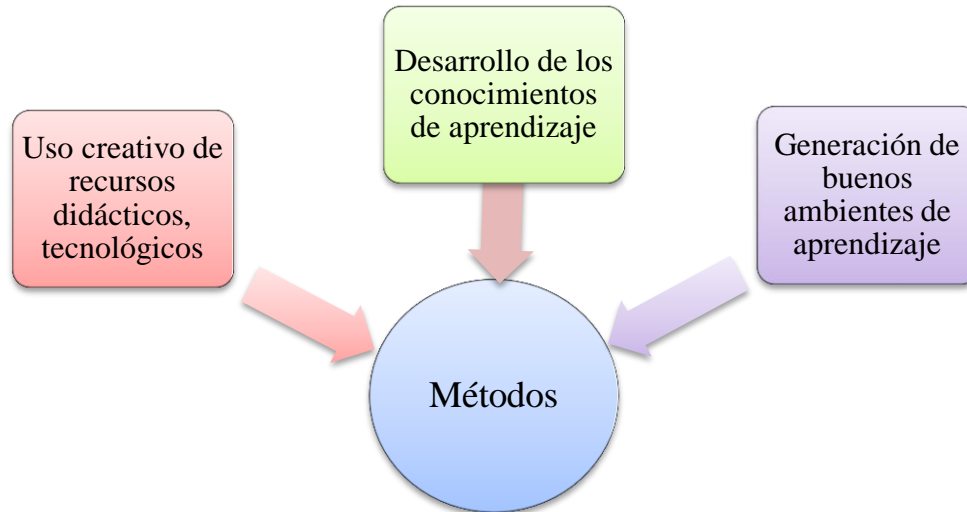 Uso creativo de
recursos
didácticos,
tecnológicos
Desarrollo de los
conocimientos
de aprendizaje
Generación de
buenos
ambientes de
aprendizaje
Métodos